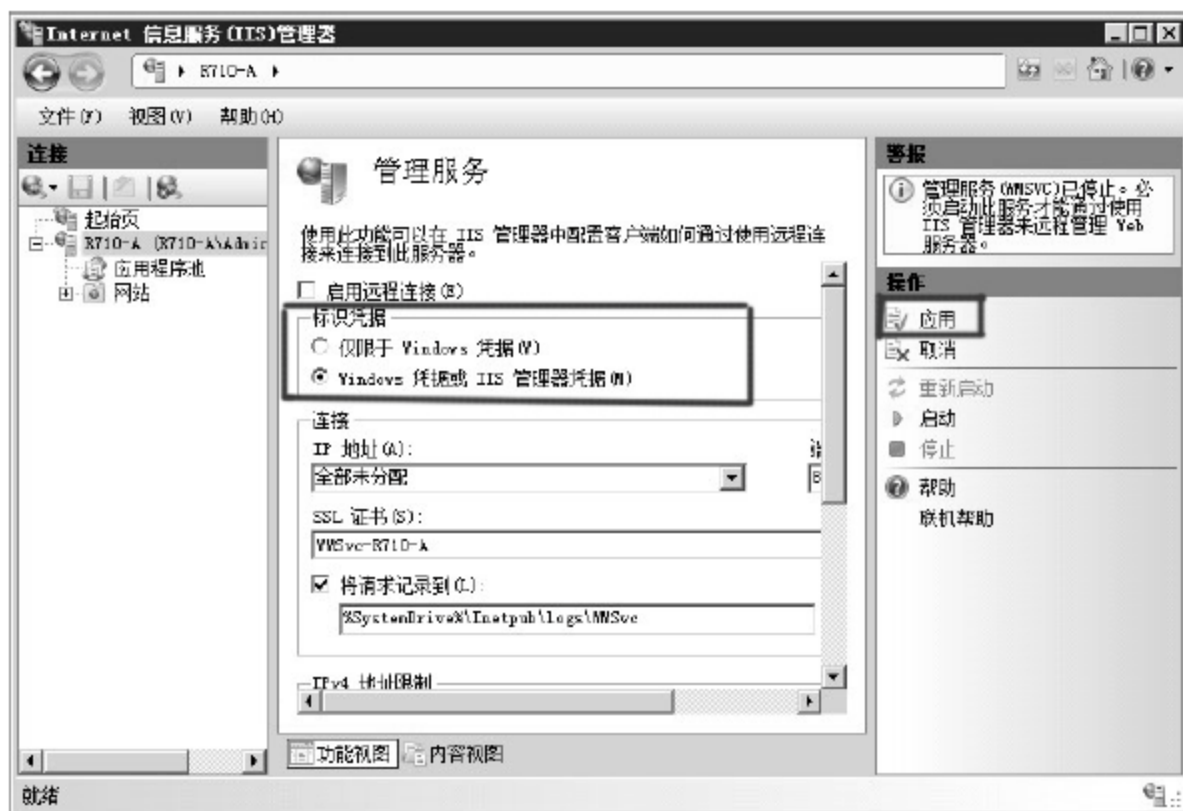 Internet 信息服务(IIS)管理器
R710-A
文件(F) 视图(V) 帮助(H)
连接
起始页
R710-A (R710-A\Admin
应用程序池
网站
管理服务
使用此功能可以在 IIS 管理器中配置客户端如何通过使用远程连
接来连接到此服务器。
启用远程连接(E)
标识凭据
仅限于 Windows 凭据(W)
Windows 凭据或 IIS 管理器凭据(N)
连接
IP 地址(A):
全部未分配
SSL 证书(S):
WMSvc-R710-A
将请求记录到(L):
%SystemDrive%\Inetpub\logs\WMSvc
IPv4 地址限制
功能视图 内容视图
警报
管理服务(WMSVC)已停止。必
须启动此服务才能通过使用
IIS 管理器来远程管理 Web
服务器。
操作
应用
取消
重新启动
启动
停止
帮助
联机帮助
就绪